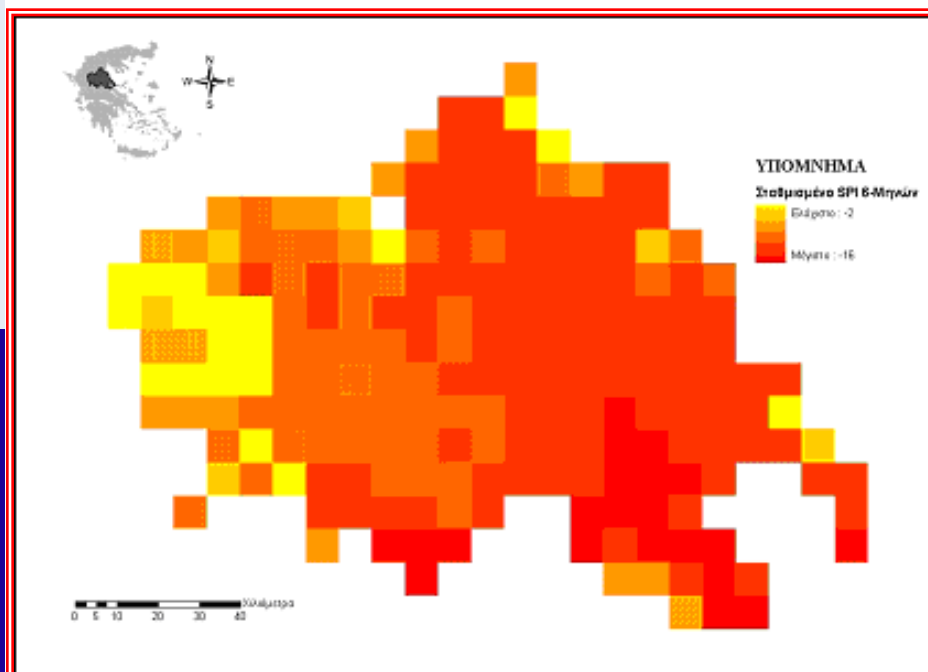 N
W E
S
ΥΠΟΜΝΗΜΑ
Σταθμισμένο SPI 6-Μηνών
Ελάχιστο : -2
Μέγιστο : -16
Χιλιόμετρα
0 5 10 20 30 40